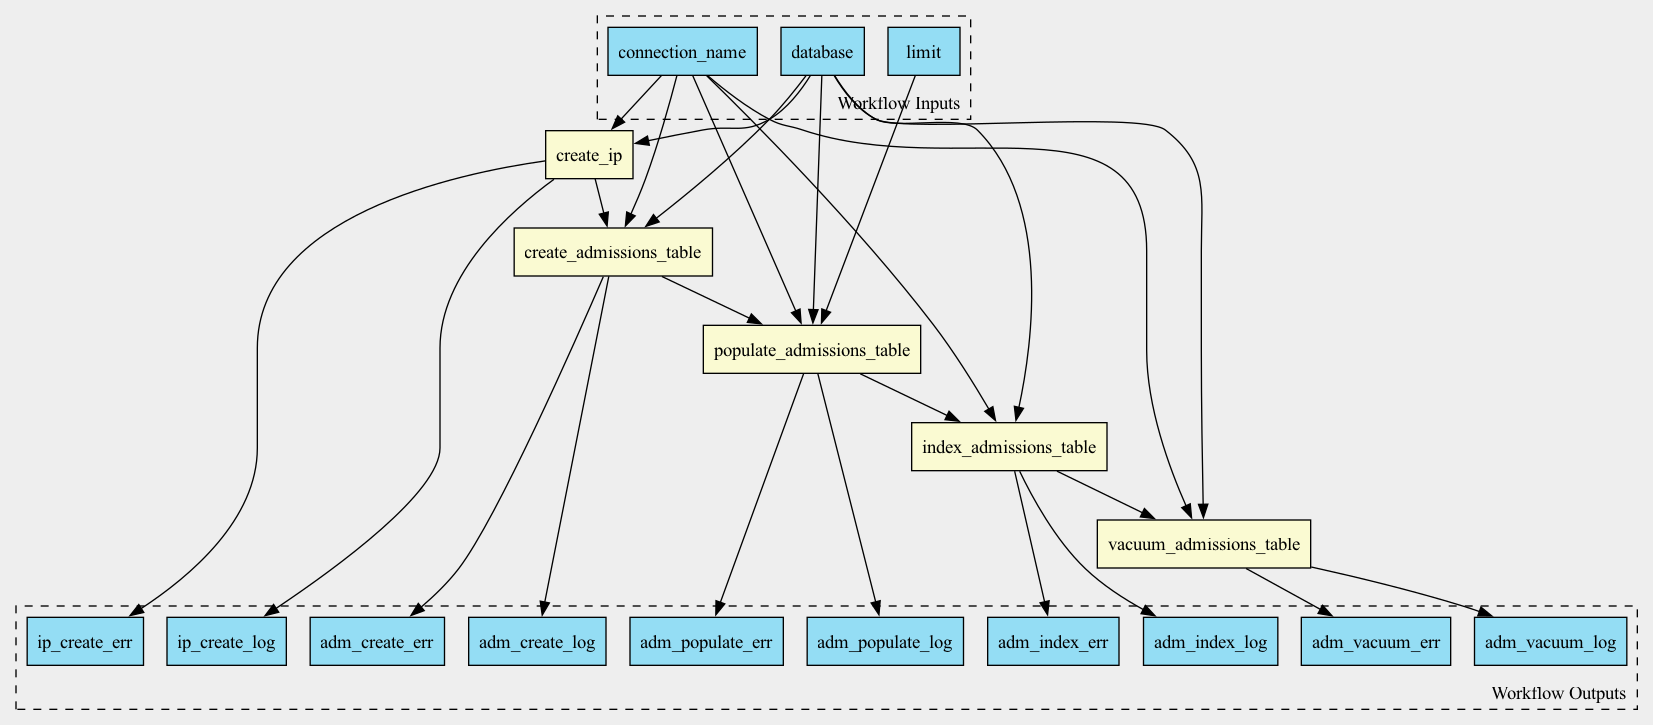 connection_name
database
limit
Workflow Inputs
create_ip
create_admissions_table
populate_admissions_table
index_admissions_table
vacuum_admissions_table
ip_create_err
ip_create_log
adm_create_err
adm_create_log
adm_populate_err
adm_populate_log
adm_index_err
adm_index_log
adm_vacuum_err
adm_vacuum_log
Workflow Outputs